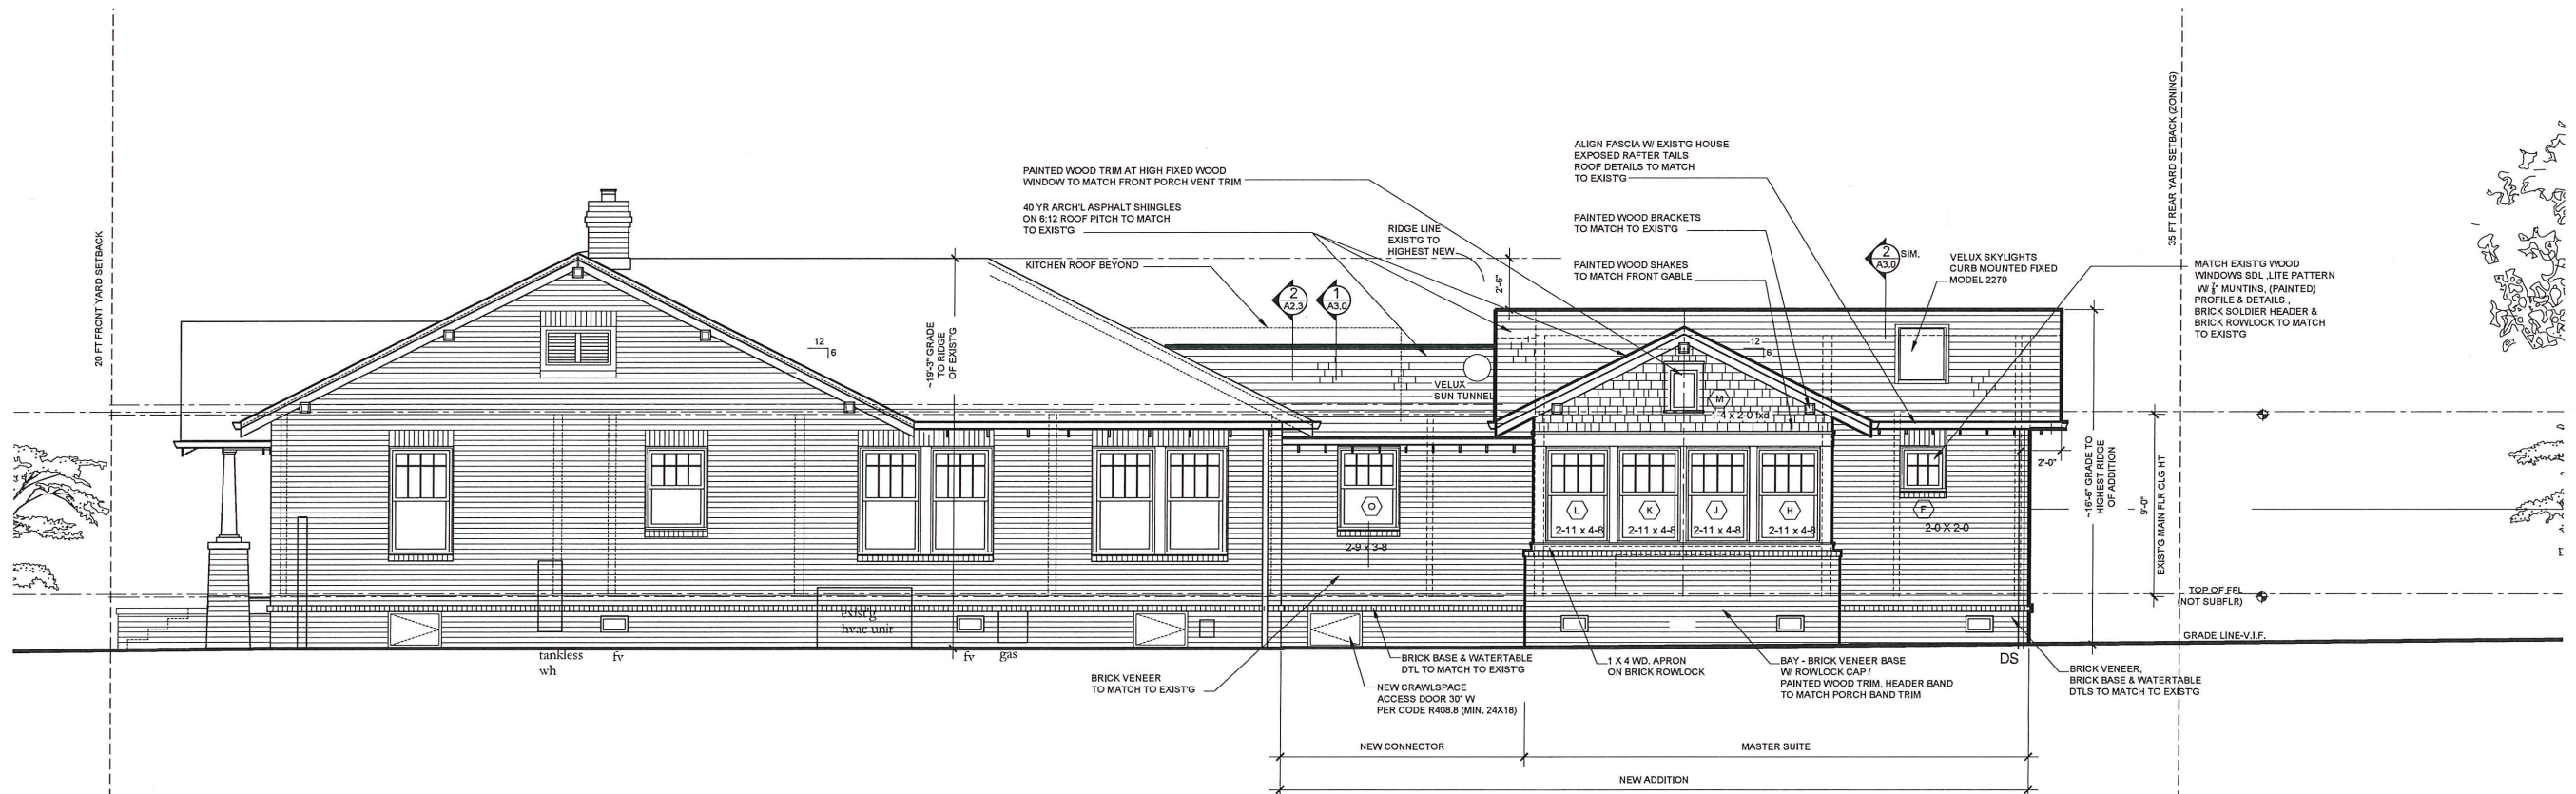 20 FT FRONT YARD SETBACK
PAINTED WOOD TRIM AT HIGH FIXED WOOD
WINDOW TO MATCH FRONT PORCH VENT TRIM
40 YR ARCH'L ASPHALT SHINGLES
ON 6:12 ROOF PITCH TO MATCH
TO EXIST'G
KITCHEN ROOF BEYOND
RIDGE LINE
EXIST'G TO
HIGHEST NEW
2'-6"
ALIGN FASCIA W/ EXIST'G HOUSE
EXPOSED RAFTER TAILS
ROOF DETAILS TO MATCH
TO EXIST'G
PAINTED WOOD BRACKETS
TO MATCH TO EXIST'G
PAINTED WOOD SHAKES
TO MATCH FRONT GABLE
2
A3.0
SIM.
VELUX SKYLIGHTS
CURB MOUNTED FIXED
MODEL 2270
35 FT REAR YARD SETBACK (ZONING)
MATCH EXIST'G WOOD
WINDOWS SDL ,LITE PATTERN
W/ ⅞" MUNTINS, (PAINTED)
PROFILE & DETAILS ,
BRICK SOLDIER HEADER &
BRICK ROWLOCK TO MATCH
TO EXIST'G
2
A2.3
1
A3.0
12
6
~19'-3" GRADE
TO RIDGE
OF EXIST'G
VELUX
SUN TUNNEL
12
6
M
1-4 x 2-0 fxd
2'-0"
~16'-6" GRADE TO
HIGHEST RIDGE
OF ADDITION
9'-0"
EXIST'G MAIN FLR CLG HT
O
2-9 x 3-8
L
2-11 x 4-8
K
2-11 x 4-8
J
2-11 x 4-8
H
2-11 x 4-8
F
2-0 X 2-0
TOP OF FFL
(NOT SUBFLR)
GRADE LINE-V.I.F.
exist'g
hvac unit
tankless
wh
fv
fv
gas
DS
BRICK VENEER
TO MATCH TO EXIST'G
BRICK BASE & WATERTABLE
DTL TO MATCH TO EXIST'G
NEW CRAWLSPACE
ACCESS DOOR 30" W
PER CODE R408.8 (MIN. 24X18)
1 X 4 WD. APRON
ON BRICK ROWLOCK
BAY - BRICK VENEER BASE
W/ ROWLOCK CAP /
PAINTED WOOD TRIM, HEADER BAND
TO MATCH PORCH BAND TRIM
BRICK VENEER,
BRICK BASE & WATERTABLE
DTLS TO MATCH TO EXIST'G
NEW CONNECTOR
MASTER SUITE
NEW ADDITION